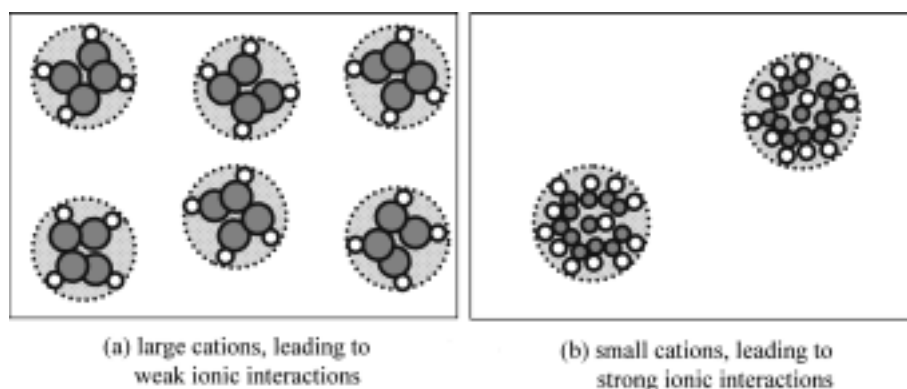 (a) large cations, leading to
weak ionic interactions
(b) small cations, leading to
strong ionic interactions